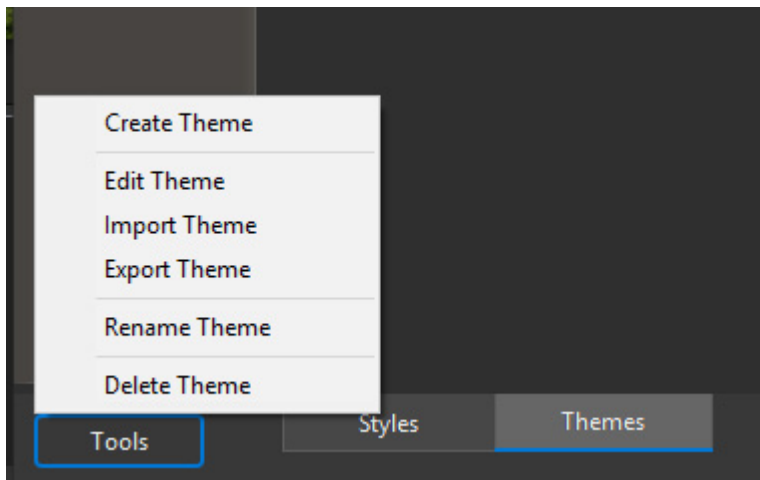 Create Theme
Edit Theme
Import Theme
Export Theme
Rename Theme
Delete Theme
Tools
Styles
Themes